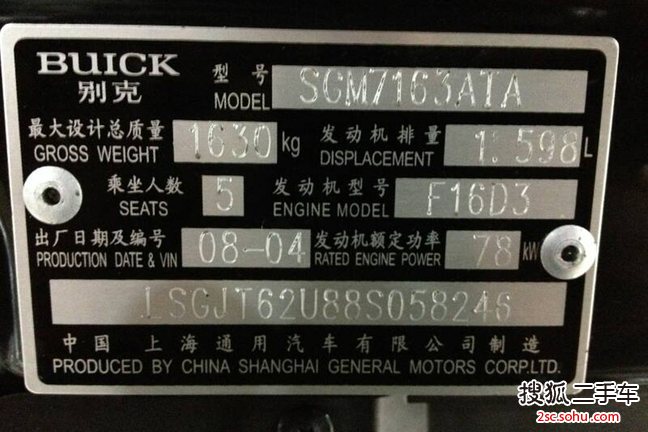 BUICK 型号 SGM7163ATA
别克 MODEL
最大设计总质量 1630 kg 发动机排量 1.598 L
GROSS WEIGHT DISPLACEMENT
乘坐人数 5 发动机型号 F16D3
SEATS ENGINE MODEL
出厂日期及编号 08-04 发动机额定功率 78 kW
PRODUCTION DATE & VIN RATED ENGINE POWER
LSGJT62U88S058246
中国 上海通用汽车有限公司制造
PRODUCED BY CHINA SHANGHAI GENERAL MOTORS CORP.LTD.
搜狐二手车
2sc.sohu.com